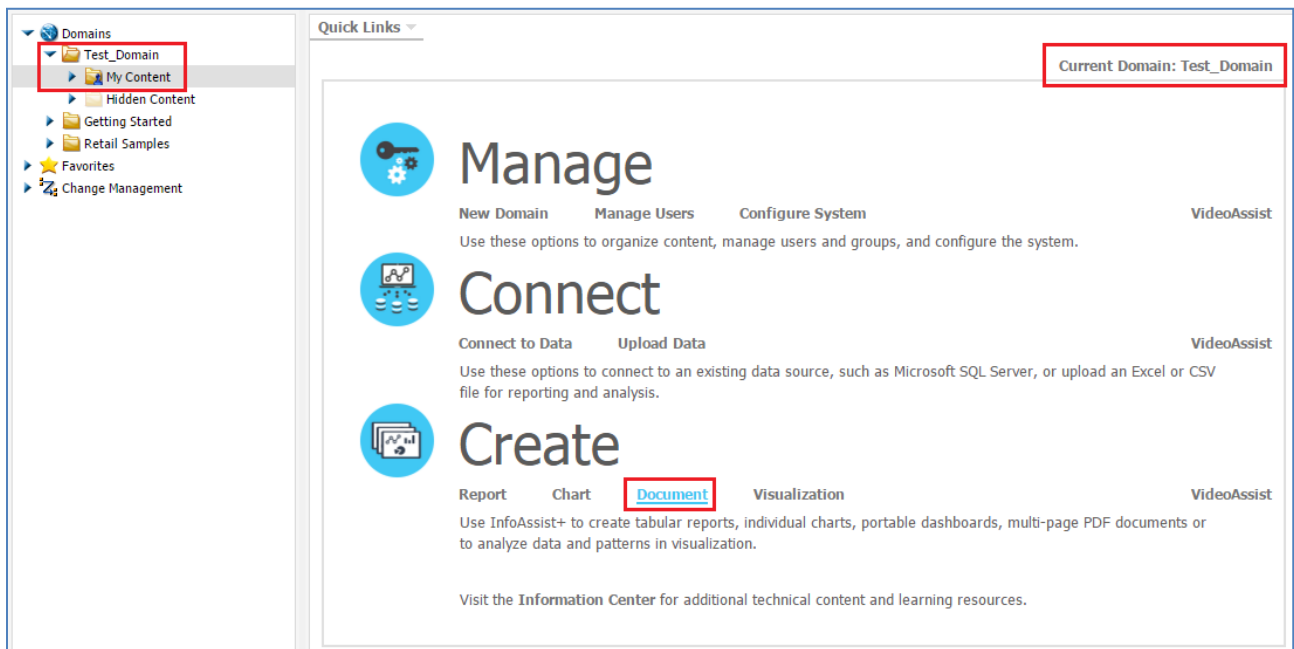 Domains
Test_Domain
My Content
Hidden Content
Getting Started
Retail Samples
Favorites
Change Management
Quick Links
Current Domain: Test_Domain
Manage
New Domain Manage Users Configure System VideoAssist
Use these options to organize content, manage users and groups, and configure the system.
Connect
Connect to Data Upload Data VideoAssist
Use these options to connect to an existing data source, such as Microsoft SQL Server, or upload an Excel or CSV
file for reporting and analysis.
Create
Report Chart Document Visualization VideoAssist
Use InfoAssist+ to create tabular reports, individual charts, portable dashboards, multi-page PDF documents or
to analyze data and patterns in visualization.
Visit the Information Center for additional technical content and learning resources.